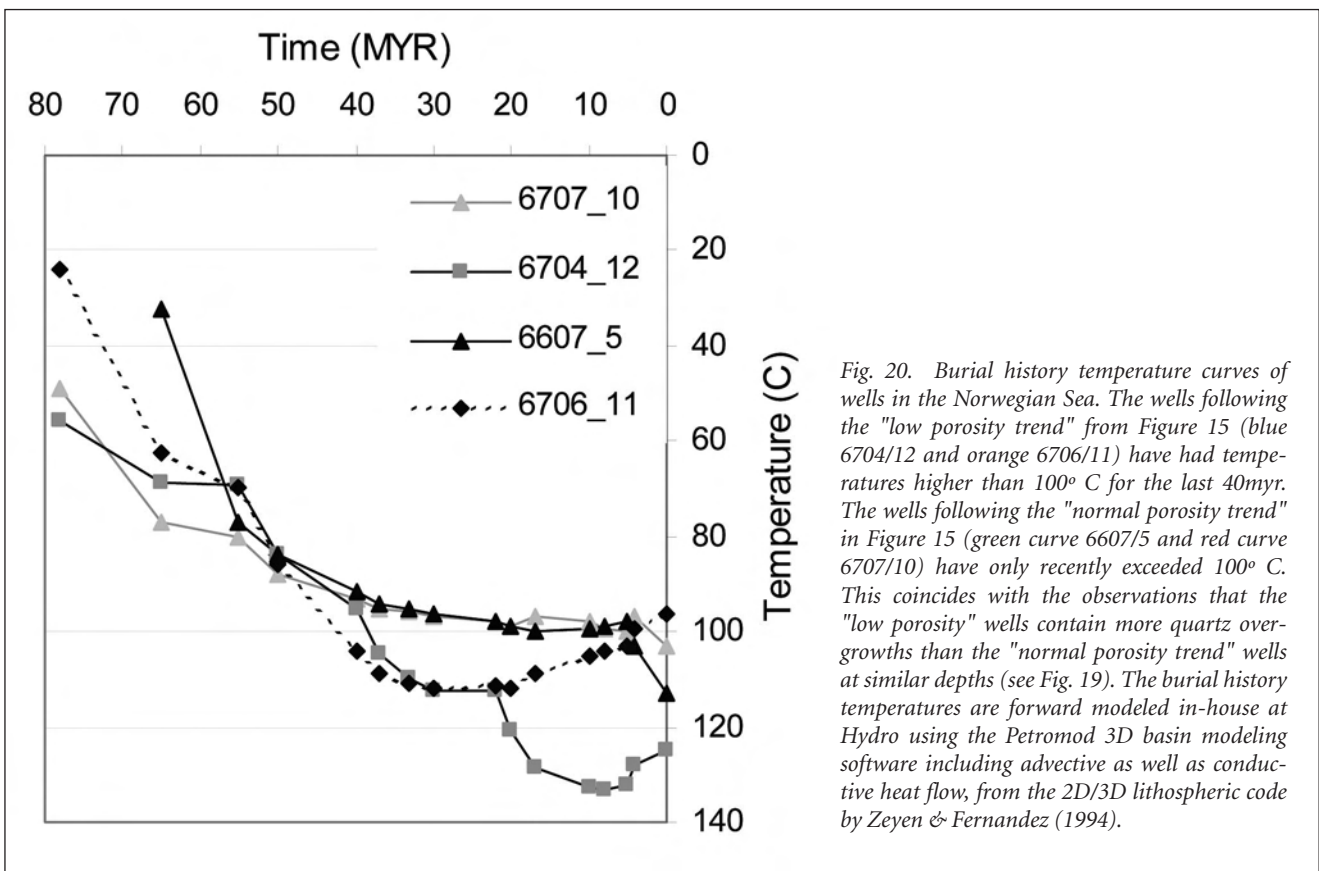 Time (MYR)
80 70 60 50 40 30 20 10 0
0
20
40
60
80
100
120
140
Temperature (C)
6707_10
6704_12
6607_5
6706_11
Fig. 20. Burial history temperature curves of
wells in the Norwegian Sea. The wells following
the "low porosity trend" from Figure 15 (blue
6704/12 and orange 6706/11) have had tempe-
ratures higher than 100º C for the last 40myr.
The wells following the "normal porosity trend"
in Figure 15 (green curve 6607/5 and red curve
6707/10) have only recently exceeded 100º C.
This coincides with the observations that the
"low porosity" wells contain more quartz over-
growths than the "normal porosity trend" wells
at similar depths (see Fig. 19). The burial history
temperatures are forward modeled in-house at
Hydro using the Petromod 3D basin modeling
software including advective as well as conduc-
tive heat flow, from the 2D/3D lithospheric code
by Zeyen & Fernandez (1994).